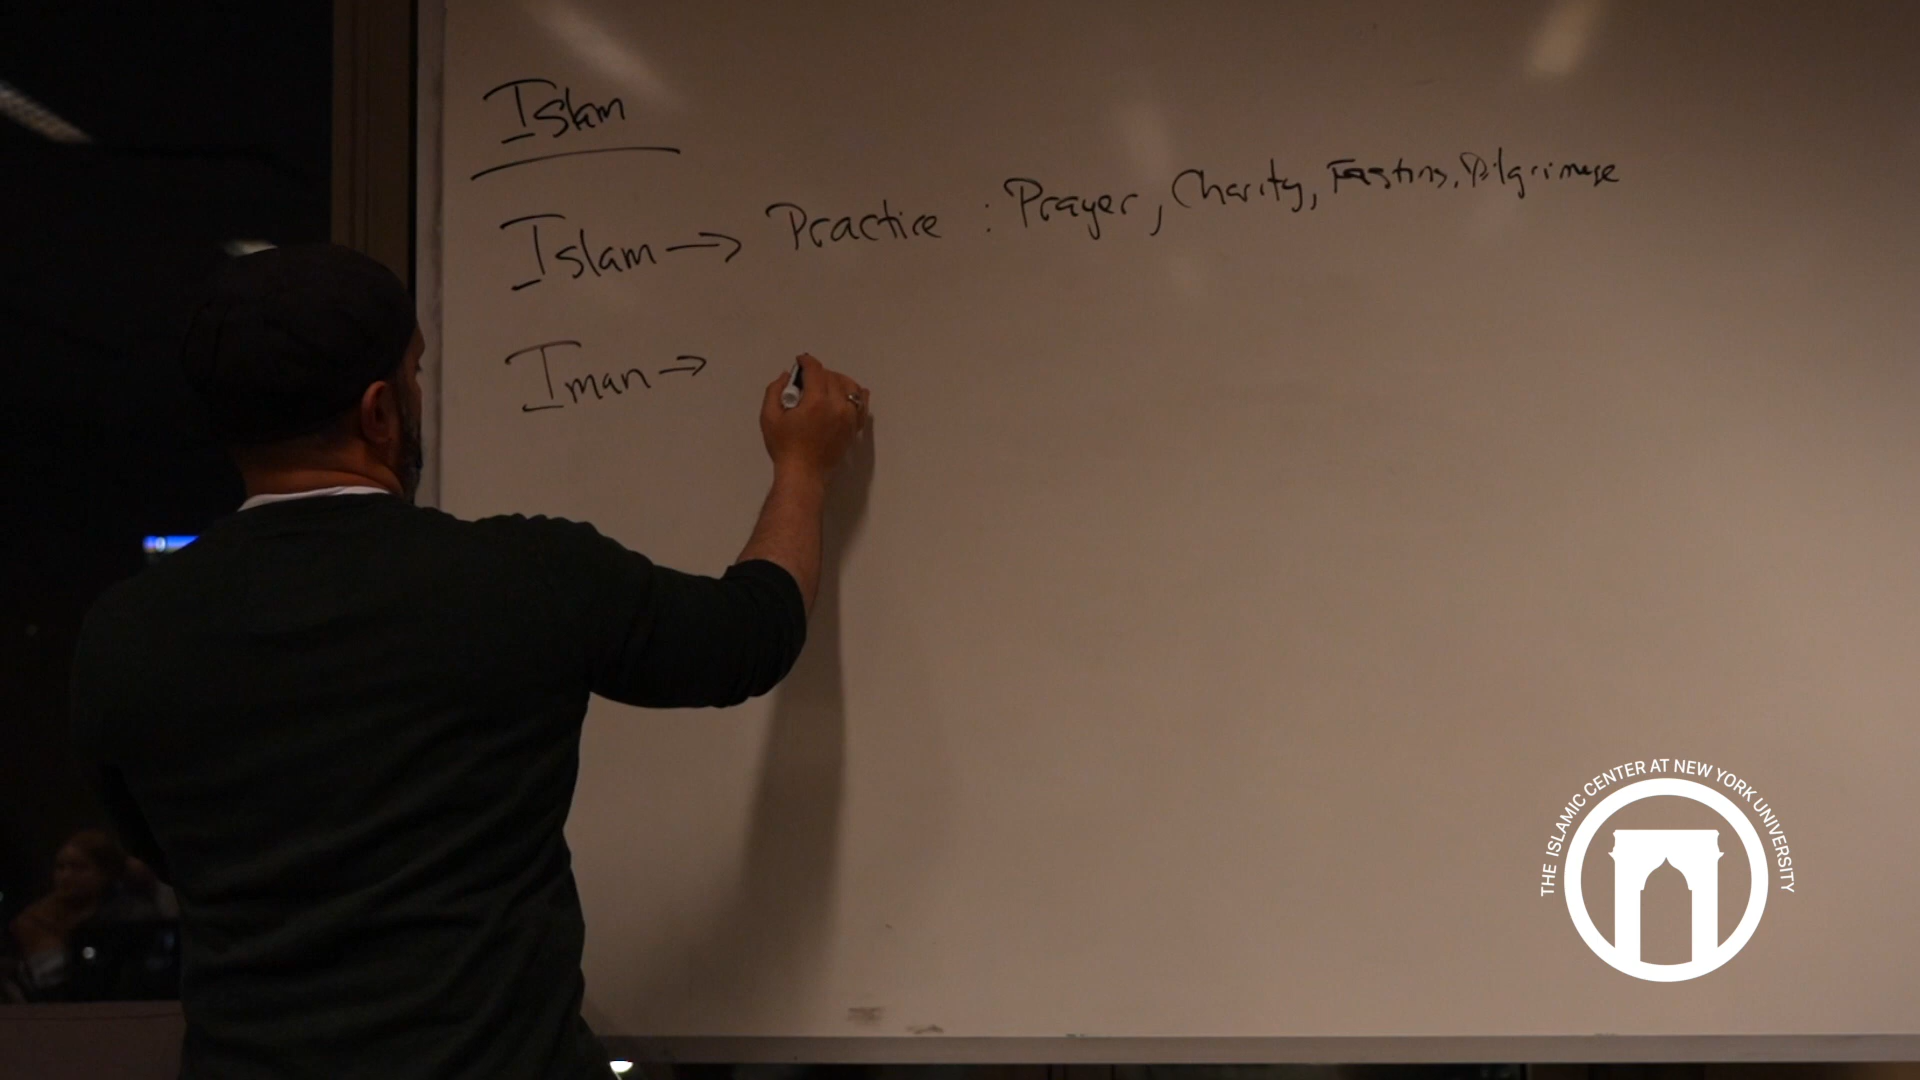 Islam
Islam → Practice : Prayer, Charity, Fasting, Pilgrimage
Iman →
THE ISLAMIC CENTER AT NEW YORK UNIVERSITY